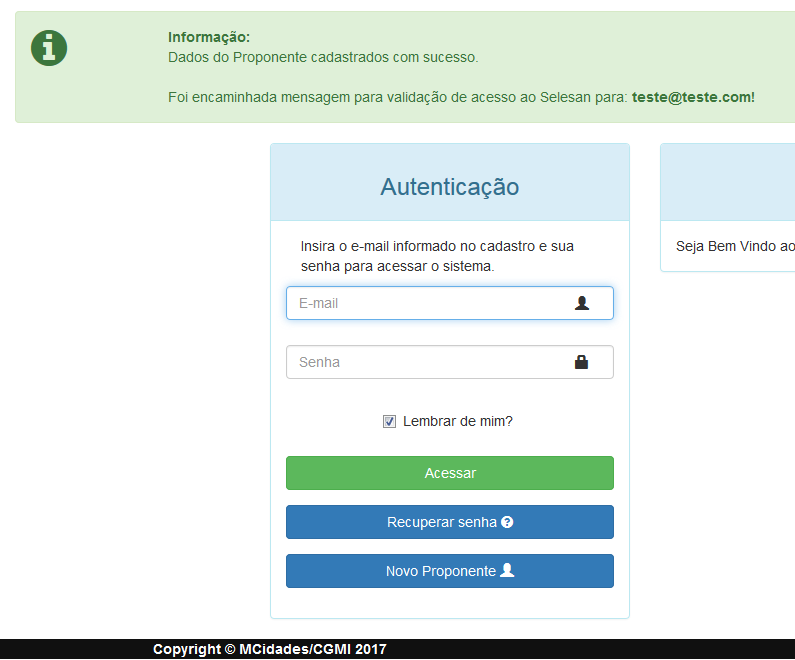 Informação:
Dados do Proponente cadastrados com sucesso.
Foi encaminhada mensagem para validação de acesso ao Selesan para: teste@teste.com!
Autenticação
Insira o e-mail informado no cadastro e sua
senha para acessar o sistema.
E-mail
Senha
Lembrar de mim?
Acessar
Recuperar senha
Novo Proponente
Seja Bem Vindo ao
Copyright © MCidades/CGMI 2017